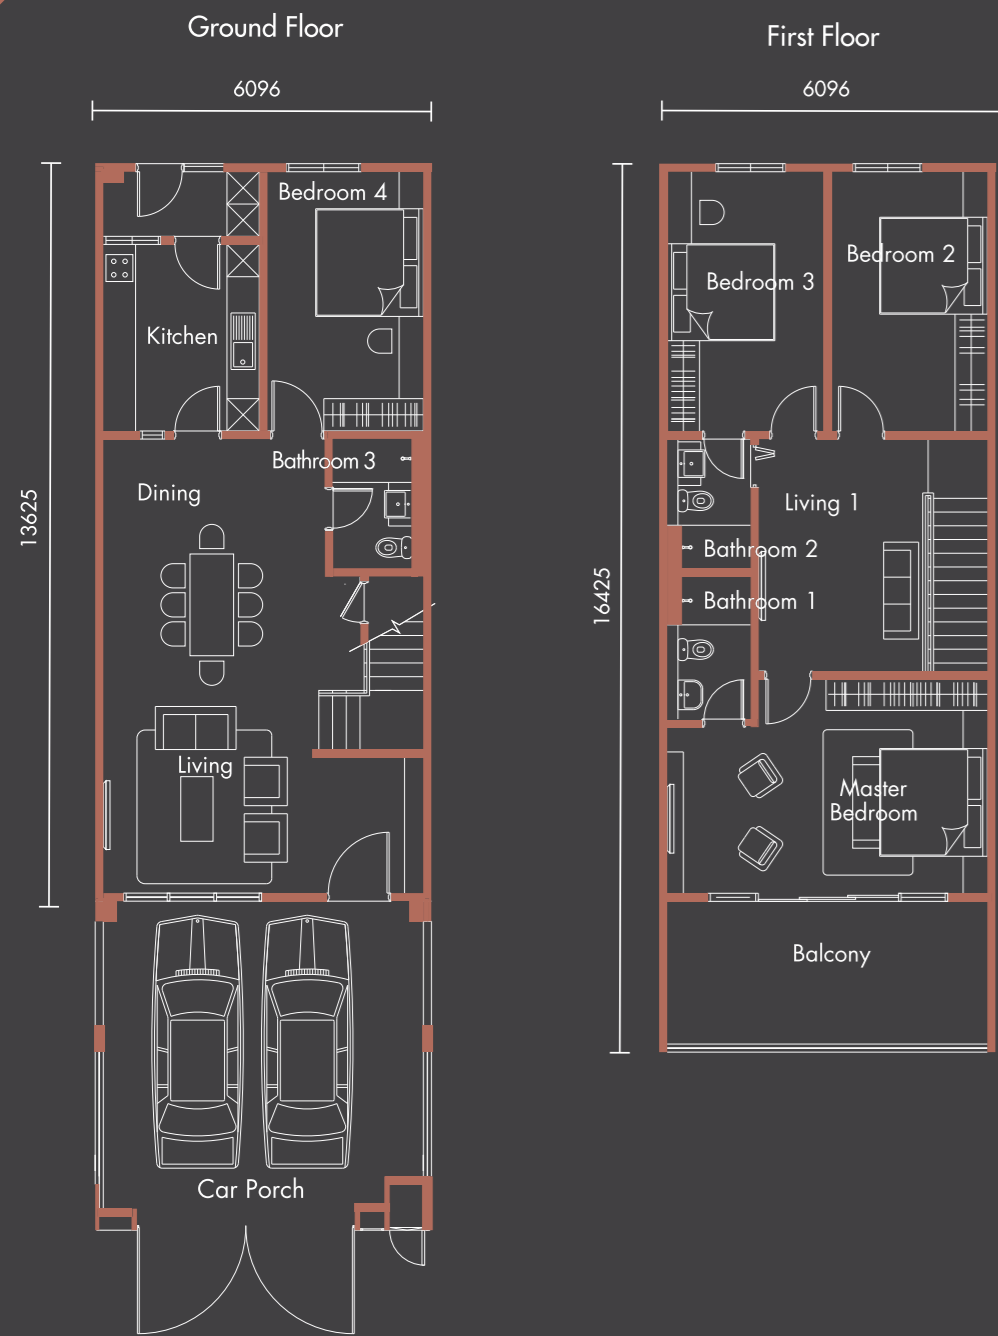 Ground Floor
First Floor
6096
6096
Bedroom 4
Bedroom 2
Bedroom 3
Kitchen
Bathroom 3
Dining
Living 1
13625
Bathroom 2
16425
Bathroom 1
Living
Master
Bedroom
Balcony
Car Porch